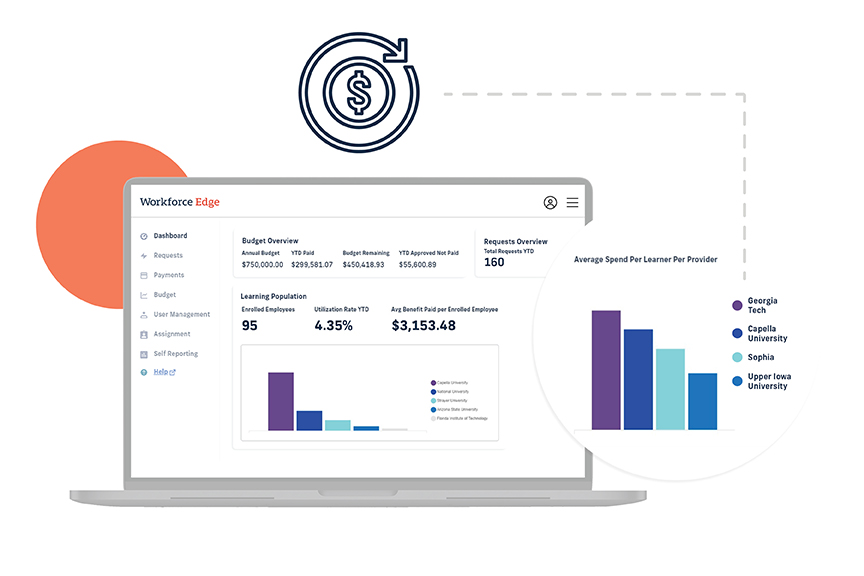 Workforce Edge
Dashboard
Requests
Payments
Budget
User Management
Assignment
Self Reporting
Help
Budget Overview
Annual Budget YTD Paid Budget Remaining YTD Approved Not Paid
$750,000.00 $299,581.07 $450,418.93 $55,600.89
Requests Overview
Total Requests YTD
160
Learning Population
Enrolled Employees Utilization Rate YTD Avg Benefit Paid per Enrolled Employee
95 4.35% $3,153.48
Capella University
National University
Strayer University
Arizona State University
Florida Institute of Technology
Average Spend Per Learner Per Provider
Georgia
Tech
Capella
University
Sophia
Upper Iowa
University
$